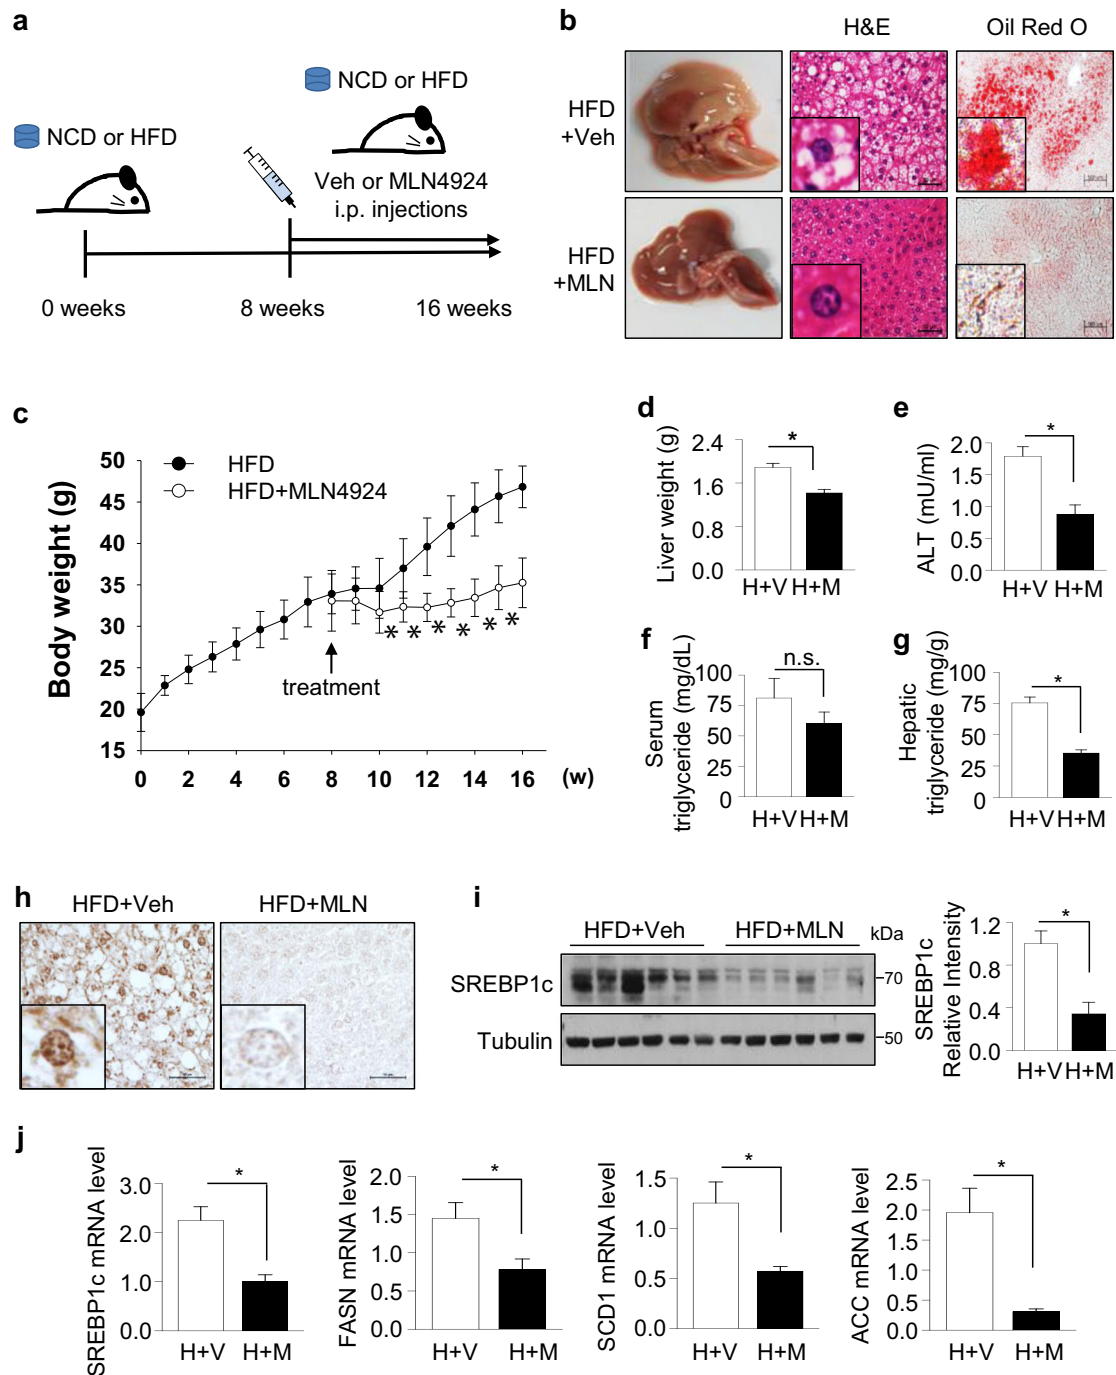 a
NCD or HFD
NCD or HFD
Veh or MLN4924
i.p. injections
0 weeks
8 weeks
16 weeks
b
H&E
Oil Red O
HFD
+Veh
HFD
+MLN
c
Body weight (g)
50
45
40
35
30
25
20
15
HFD
HFD+MLN4924
* * * * * *
treatment
0 2 4 6 8 10 12 14 16 (w)
d
Liver weight (g)
2.4
1.6
0.8
0.0
*
H+V H+M
e
ALT (mU/ml)
2.0
1.5
1.0
0.5
0.0
*
H+V H+M
f
Serum
triglyceride (mg/dL)
100
75
50
25
0
n.s.
H+V H+M
g
Hepatic
triglyceride (mg/g)
100
75
50
25
0
*
H+V H+M
h
HFD+Veh
HFD+MLN
i
HFD+Veh
HFD+MLN
kDa
SREBP1c
70
Tubulin
50
SREBP1c
Relative Intensity
1.2
0.8
0.4
0.0
*
H+V H+M
j
SREBP1c mRNA level
3.0
2.0
1.0
0.0
*
H+V H+M
FASN mRNA level
2.0
1.5
1.0
0.5
0.0
*
H+V H+M
SCD1 mRNA level
1.5
1.0
0.5
0.0
*
H+V H+M
ACC mRNA level
2.5
2.0
1.5
1.0
0.5
0.0
*
H+V H+M